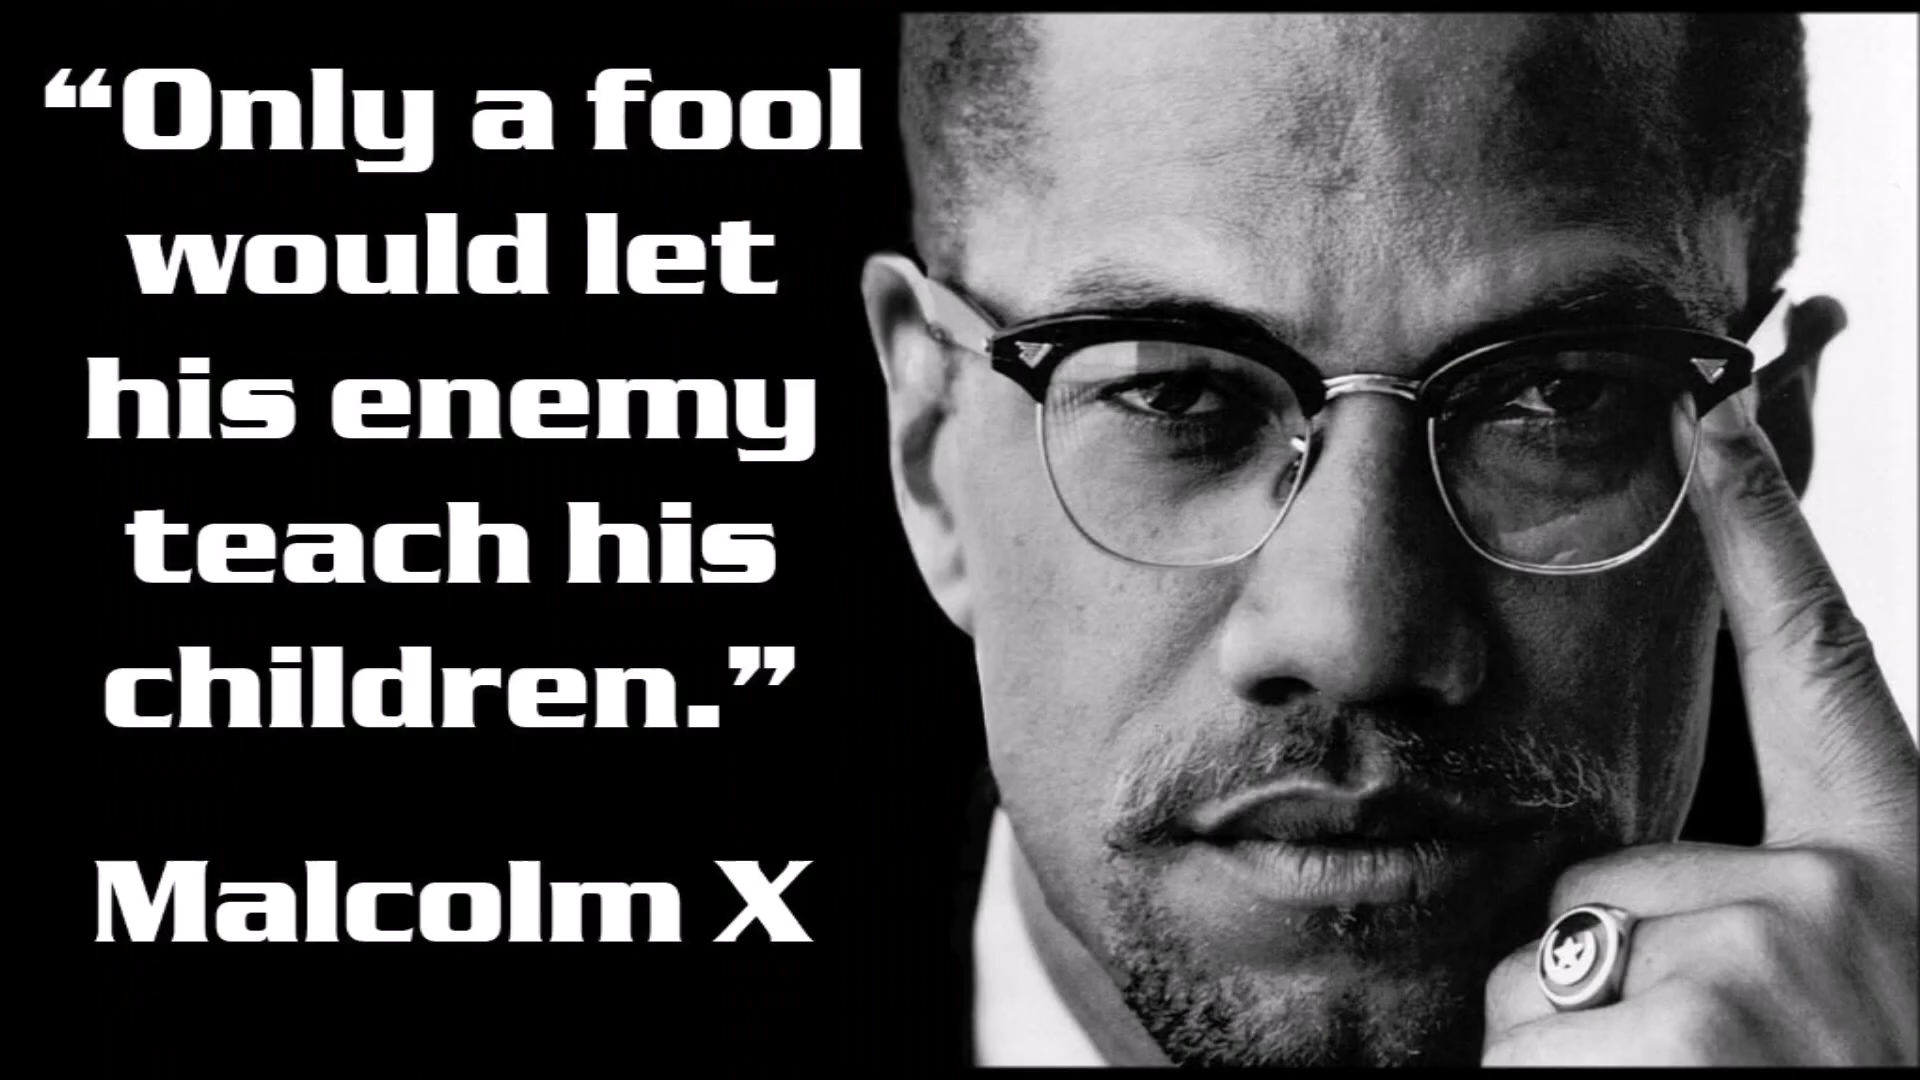 “Only a fool
would let
his enemy
teach his
children.”
Malcolm X